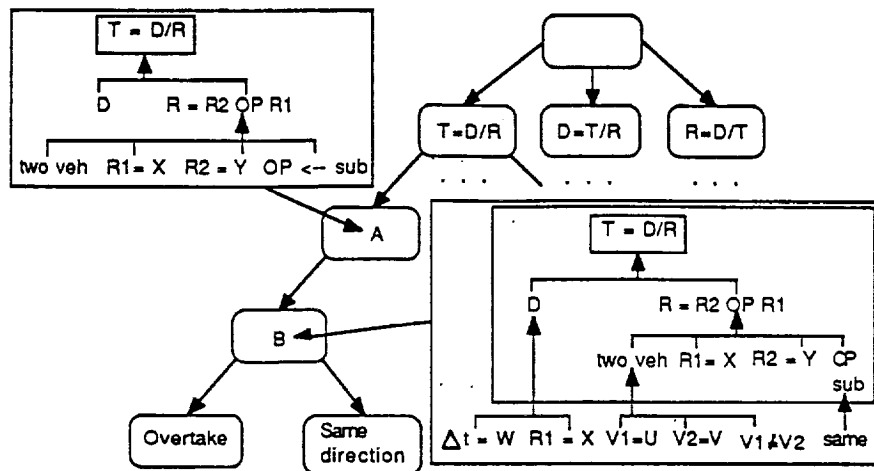 T = D/R
D R = R2 OP R1
two veh R1 = X R2 = Y OP <-- sub
T=D/R D=T/R R=D/T
. . . . . . . . .
A
T = D/R
D R = R2 OP R1
B
two veh R1 = X R2 = Y OP
sub
Overtake
Same
direction
Δt = W R1 = X V1=U V2=V V1≠V2 same